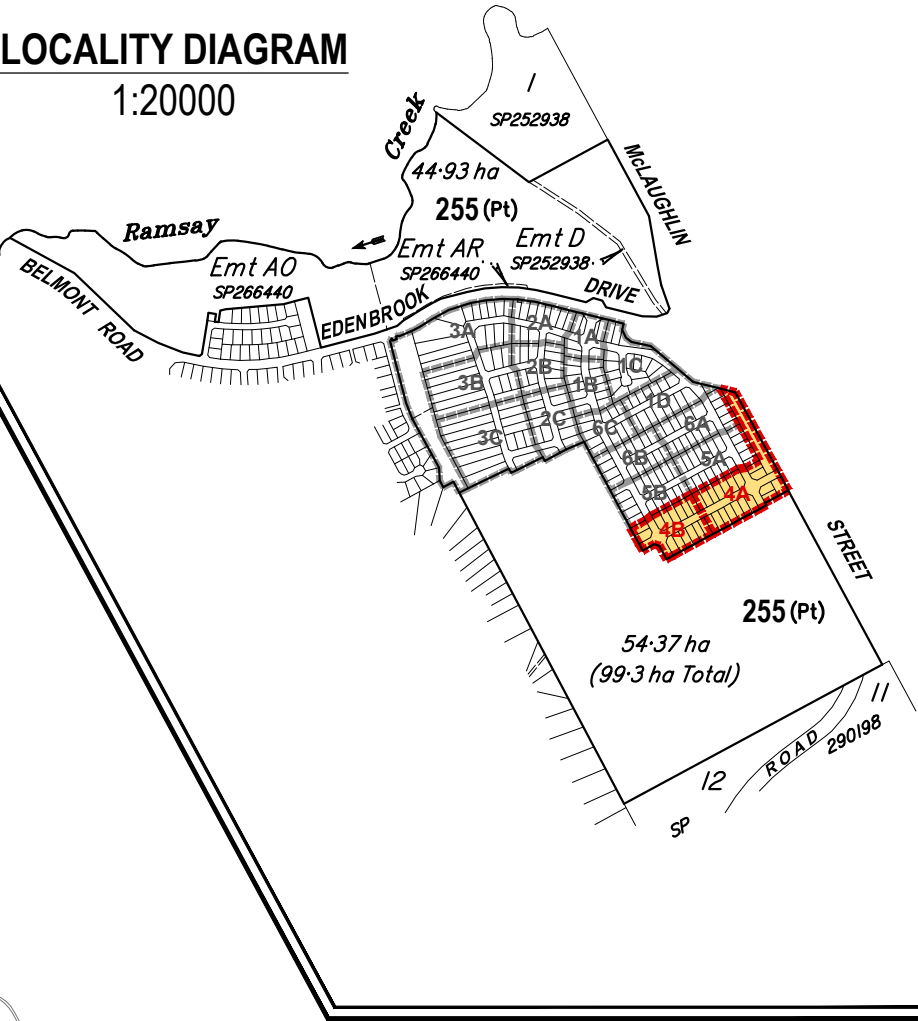 LOCALITY DIAGRAM
1:20000
1
SP252938
Creek
McLAUGHLIN
44·93 ha
255 (Pt)
Ramsay
Emt AO
SP266440
Emt AR
SP266440
Emt D
SP252938
BELMONT ROAD
EDENBROOK
DRIVE
3A
2A
1A
3B
2B
1B
1C
3C
2C
6C
1D
6A
6B
5A
5B
4A
4B
STREET
255 (Pt)
54·37 ha
(99·3 ha Total)
11
ROAD
290198
12
SP